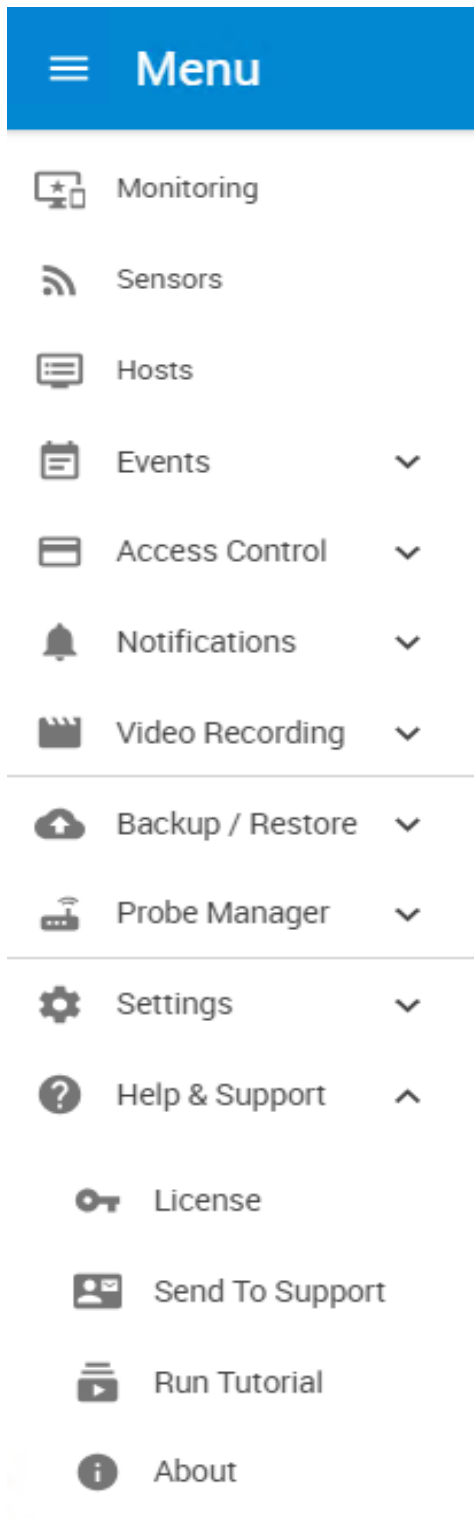 Menu
Monitoring
Sensors
Hosts
Events
Access Control
Notifications
Video Recording
Backup / Restore
Probe Manager
Settings
Help & Support
License
Send To Support
Run Tutorial
About